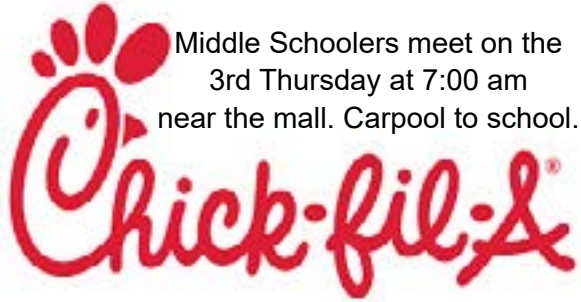 Middle Schoolers meet on the
3rd Thursday at 7:00 am
near the mall. Carpool to school.
Chick-fil-A®